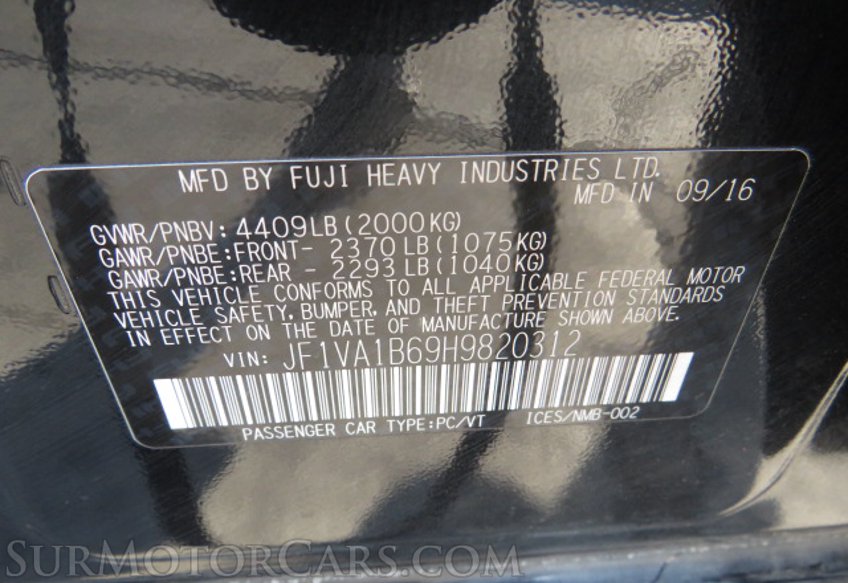 MFD BY FUJI HEAVY INDUSTRIES LTD.
MFD IN 09/16
GVWR/PNBV: 4409LB(2000KG)
GAWR/PNBE:FRONT- 2370LB(1075KG)
GAWR/PNBE:REAR - 2293LB(1040KG)
THIS VEHICLE CONFORMS TO ALL APPLICABLE FEDERAL MOTOR
VEHICLE SAFETY, BUMPER, AND THEFT PREVENTION STANDARDS
IN EFFECT ON THE DATE OF MANUFACTURE SHOWN ABOVE.
VIN: JF1VA1B69H9820312
PASSENGER CAR TYPE:PC/VT ICES/NMB-002
SURMOTORCARS.COM